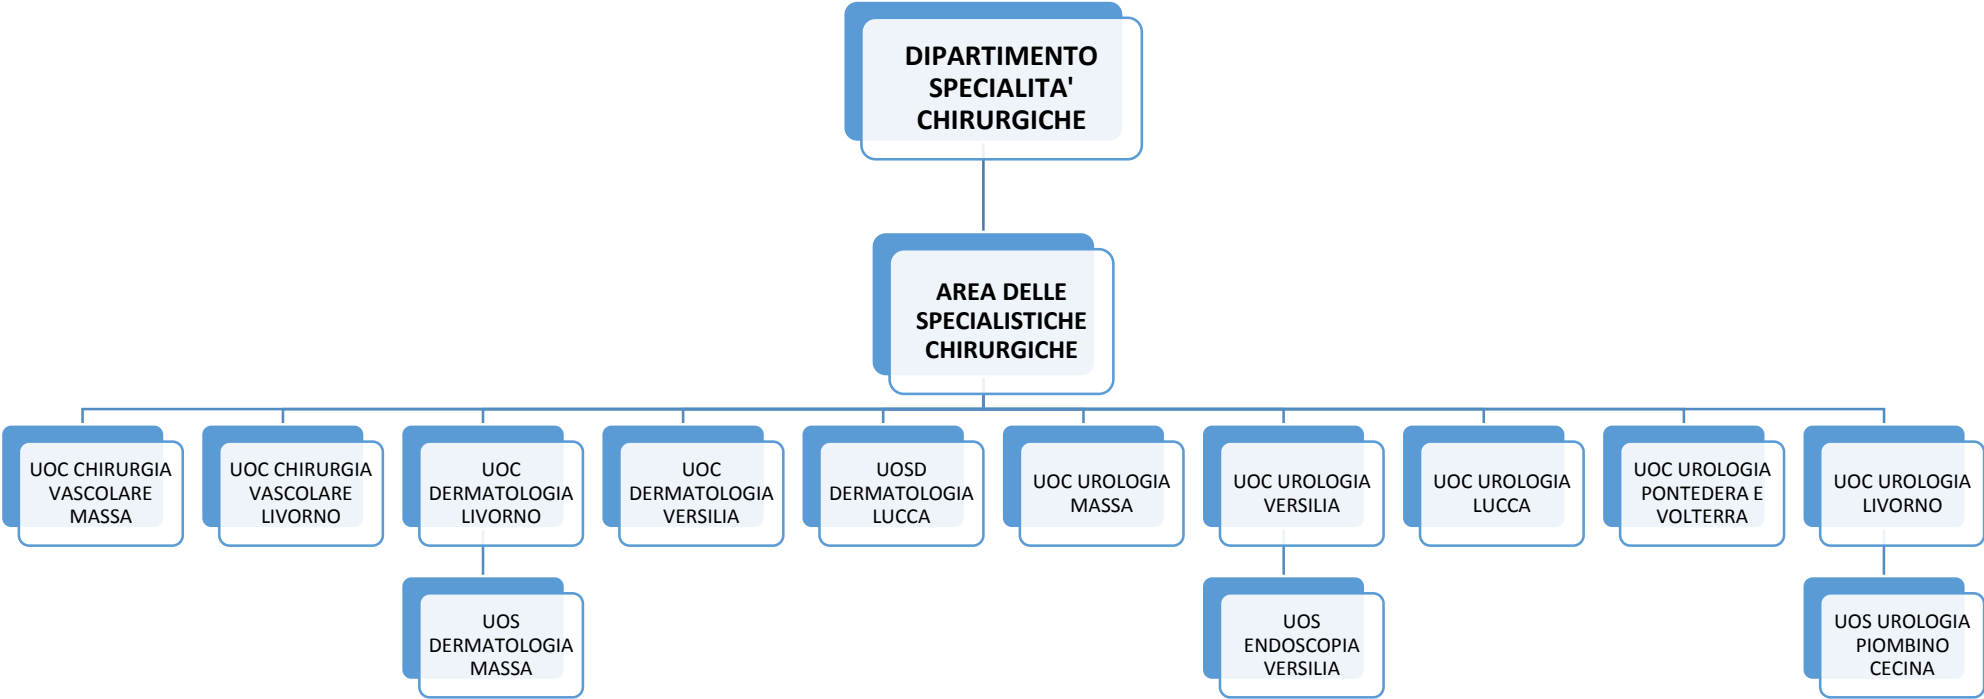 DIPARTIMENTO
SPECIALITA'
CHIRURGICHE
AREA DELLE
SPECIALISTICHE
CHIRURGICHE
UOC CHIRURGIA
VASCOLARE
MASSA
UOC CHIRURGIA
VASCOLARE
LIVORNO
UOC
DERMATOLOGIA
LIVORNO
UOC
DERMATOLOGIA
VERSILIA
UOSD
DERMATOLOGIA
LUCCA
UOC UROLOGIA
MASSA
UOC UROLOGIA
VERSILIA
UOC UROLOGIA
LUCCA
UOC UROLOGIA
PONTEDERA E
VOLTERRA
UOC UROLOGIA
LIVORNO
UOS
DERMATOLOGIA
MASSA
UOS
ENDOSCOPIA
VERSILIA
UOS UROLOGIA
PIOMBINO
CECINA